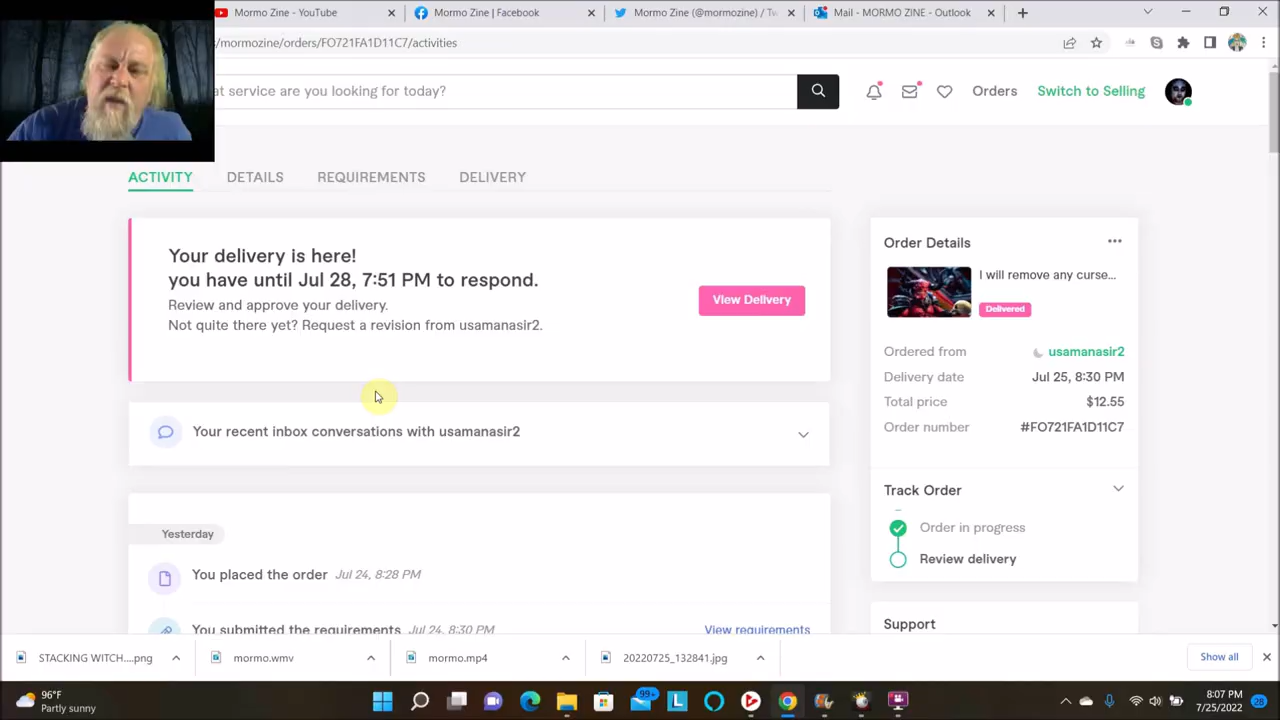 Mormo Zine - YouTube
Mormo Zine | Facebook
Mormo Zine (@mormozine) / Tw
Mail - MORMO ZINE - Outlook
s/mormozine/orders/FO721FA1D11C7/activities
at service are you looking for today?
Orders
Switch to Selling
ACTIVITY
DETAILS
REQUIREMENTS
DELIVERY
Your delivery is here!
you have until Jul 28, 7:51 PM to respond.
Review and approve your delivery.
Not quite there yet? Request a revision from usamanasir2.
View Delivery
Your recent inbox conversations with usamanasir2
Yesterday
You placed the order Jul 24, 8:28 PM
You submitted the requirements Jul 24, 8:30 PM
View requirements
Order Details
I will remove any curse...
Delivered
Ordered from usamanasir2
Delivery date Jul 25, 8:30 PM
Total price $12.55
Order number #FO721FA1D11C7
Track Order
Order in progress
Review delivery
Support
STACKING WITCH....png
mormo.wmv
mormo.mp4
20220725_132841.jpg
Show all
96°F
Partly sunny
99+
L
8:07 PM
7/25/2022
28